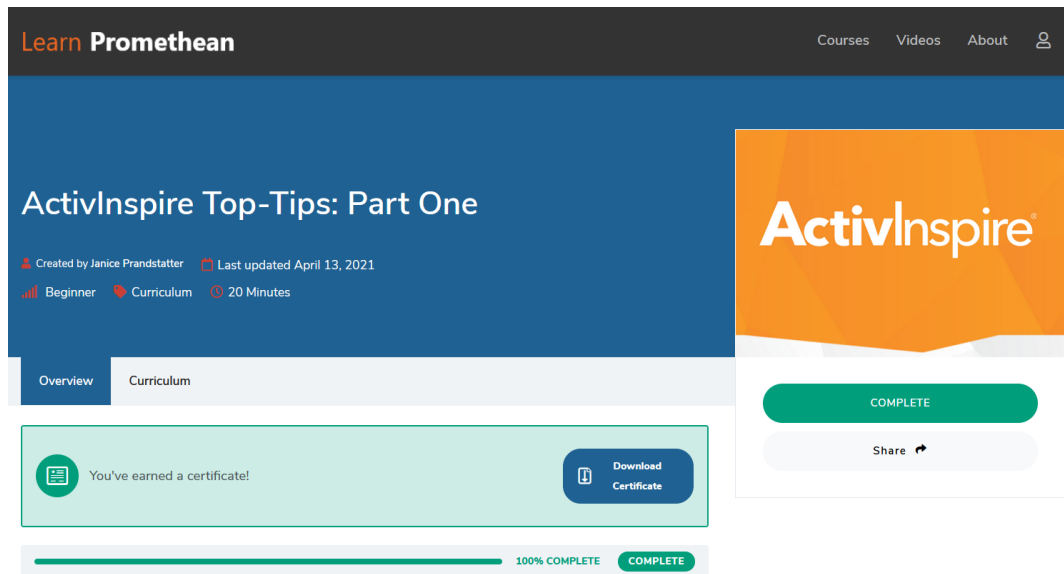 Learn Promethean
Courses Videos About
ActivInspire Top-Tips: Part One
Created by Janice Prandstatter Last updated April 13, 2021
Beginner Curriculum 20 Minutes
ActivInspire®
Overview Curriculum
COMPLETE
Share
You've earned a certificate!
Download
Certificate
100% COMPLETE COMPLETE